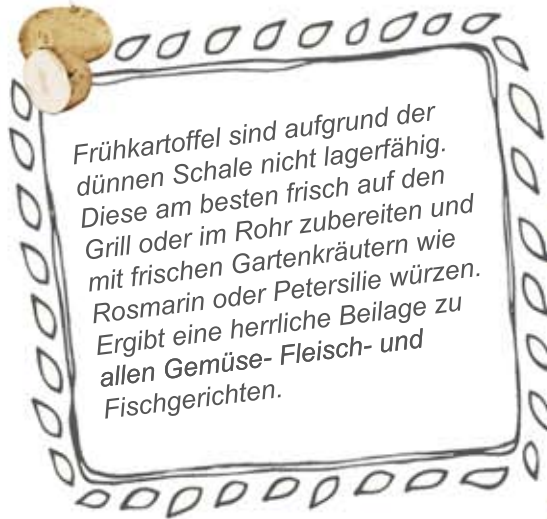 Frühkartoffel sind aufgrund der
dünnen Schale nicht lagerfähig.
Diese am besten frisch auf den
Grill oder im Rohr zubereiten und
mit frischen Gartenkräutern wie
Rosmarin oder Petersilie würzen.
Ergibt eine herrliche Beilage zu
allen Gemüse- Fleisch- und
Fischgerichten.